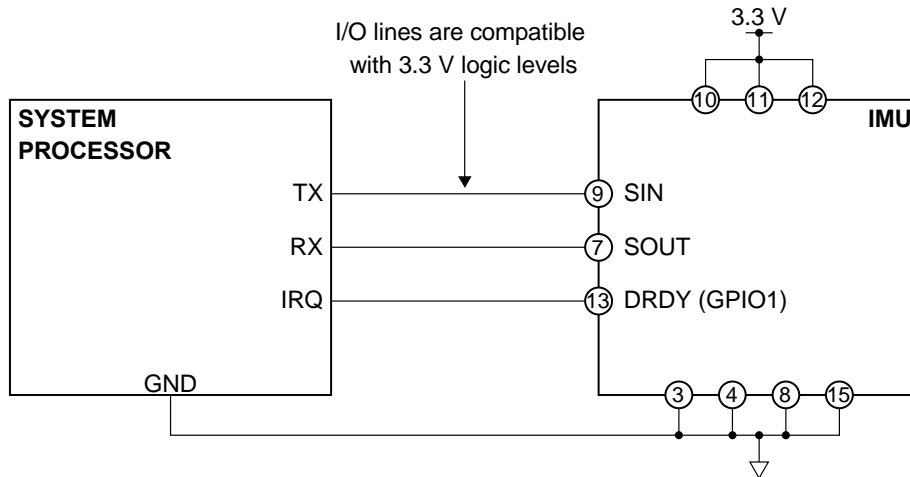 3.3 V
I/O lines are compatible
with 3.3 V logic levels
10 11 12
SYSTEM
PROCESSOR
IMU
TX 9 SIN
RX 7 SOUT
IRQ 13 DRDY (GPIO1)
GND
3 4 8 15